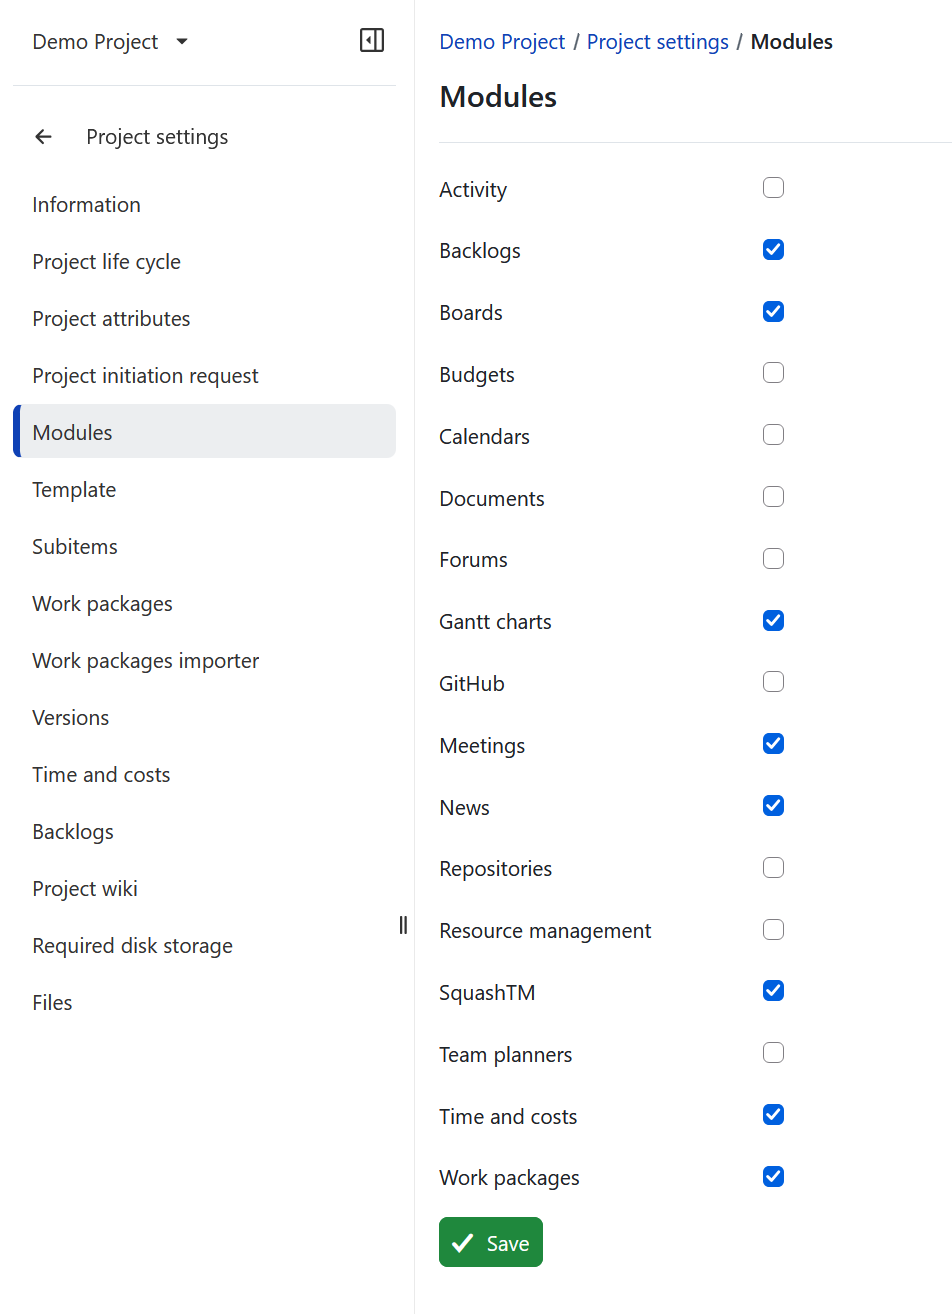 Demo Project
Project settings
Information
Project life cycle
Project attributes
Project initiation request
Modules
Template
Subitems
Work packages
Work packages importer
Versions
Time and costs
Backlogs
Project wiki
Required disk storage
Files
Demo Project / Project settings / Modules
Modules
Activity
Backlogs
Boards
Budgets
Calendars
Documents
Forums
Gantt charts
GitHub
Meetings
News
Repositories
Resource management
SquashTM
Team planners
Time and costs
Work packages
Save